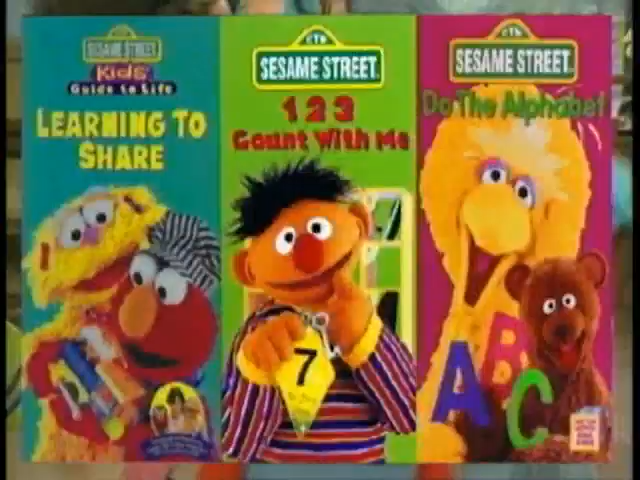 SESAME STREET
Kids'
Guide to Life
LEARNING TO
SHARE
CTW
SESAME STREET
1 2 3
Count With Me
7
CTW
SESAME STREET
Do The Alphabet
A
B
C